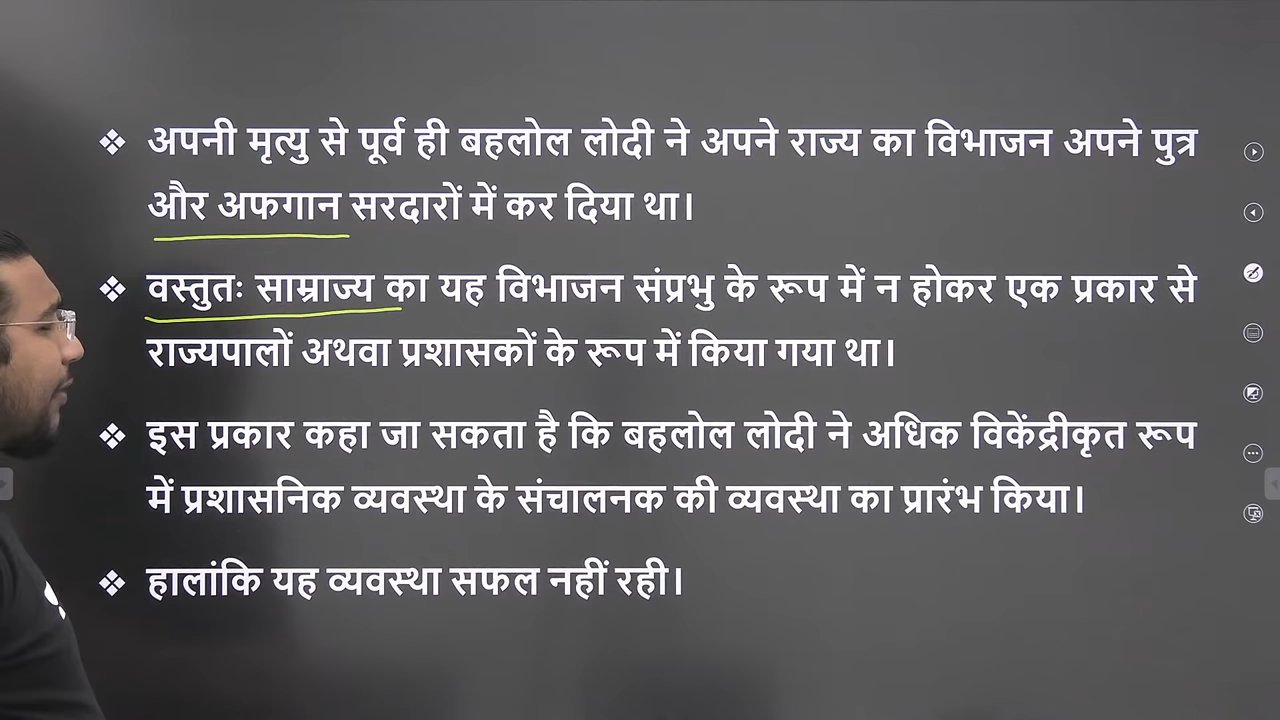 ❖ अपनी मृत्यु से पूर्व ही बहलोल लोदी ने अपने राज्य का विभाजन अपने पुत्र
और अफगान सरदारों में कर दिया था।
❖ वस्तुतः साम्राज्य का यह विभाजन संप्रभु के रूप में न होकर एक प्रकार से
राज्यपालों अथवा प्रशासकों के रूप में किया गया था।
❖ इस प्रकार कहा जा सकता है कि बहलोल लोदी ने अधिक विकेंद्रीकृत रूप
में प्रशासनिक व्यवस्था के संचालनक की व्यवस्था का प्रारंभ किया।
❖ हालांकि यह व्यवस्था सफल नहीं रही।